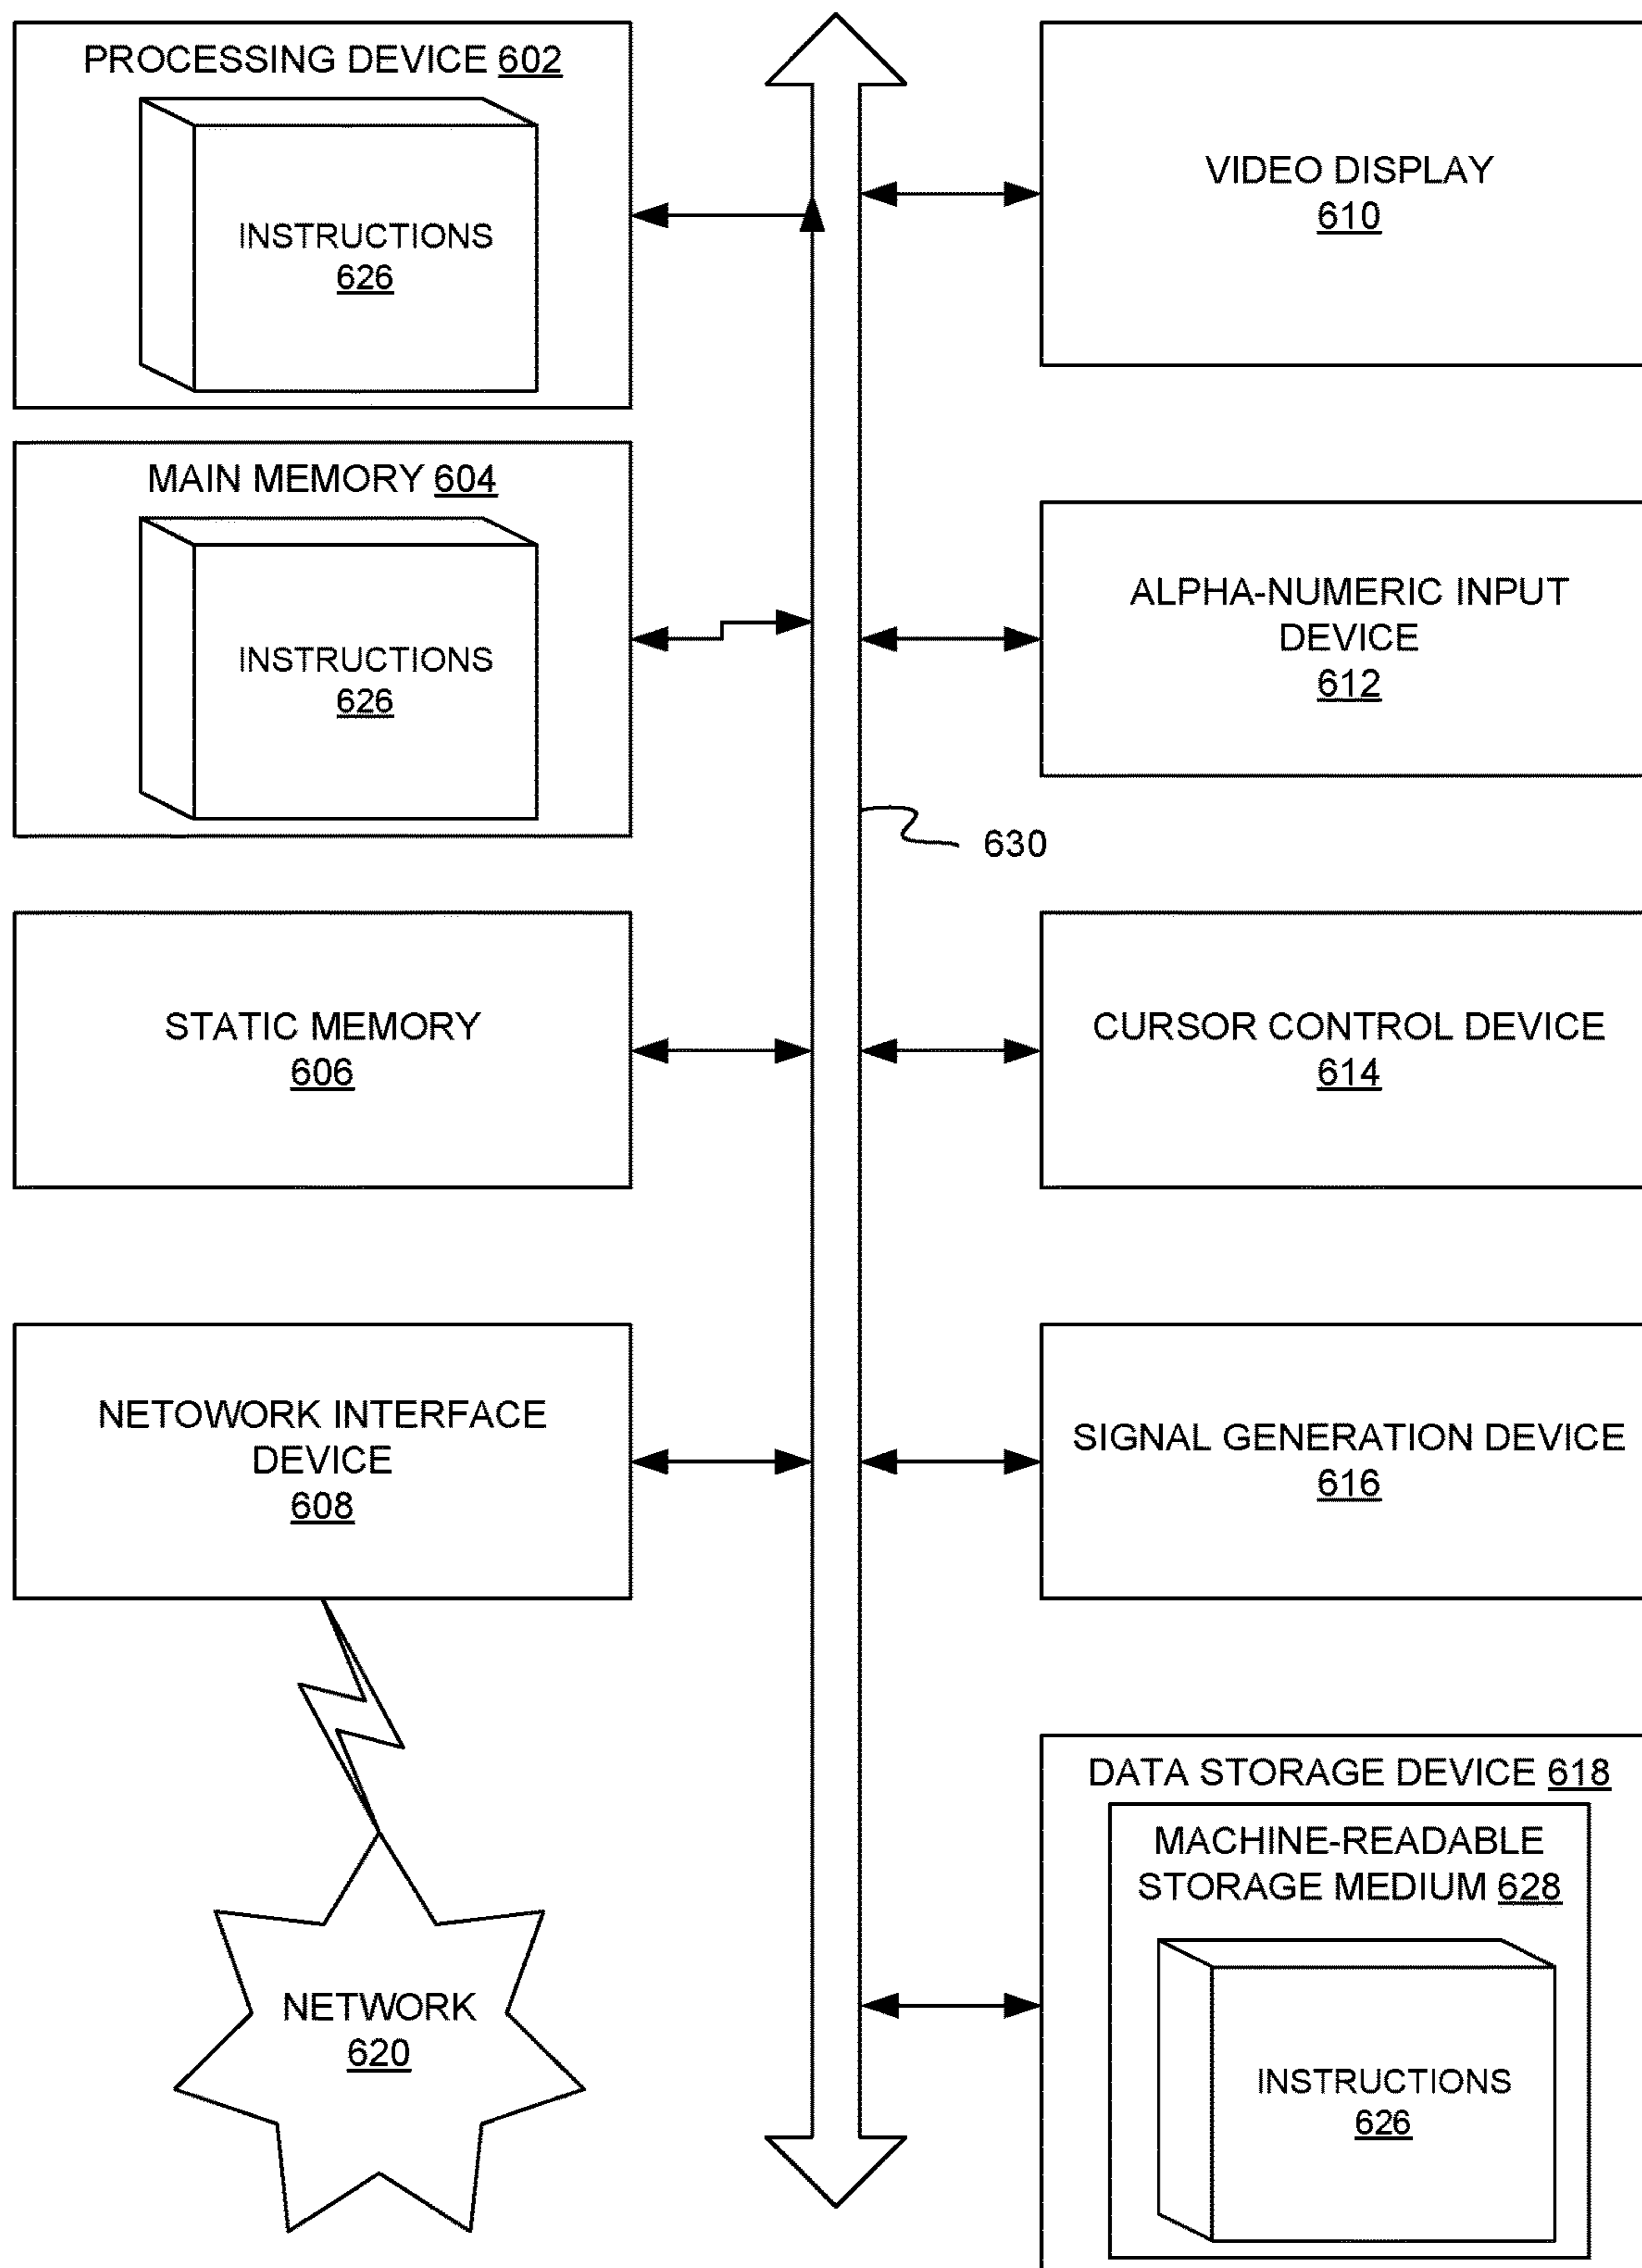 PROCESSING DEVICE 602
INSTRUCTIONS
626
MAIN MEMORY 604
INSTRUCTIONS
626
STATIC MEMORY
606
NETOWORK INTERFACE
DEVICE
608
NETWORK
620
VIDEO DISPLAY
610
ALPHA-NUMERIC INPUT
DEVICE
612
630
CURSOR CONTROL DEVICE
614
SIGNAL GENERATION DEVICE
616
DATA STORAGE DEVICE 618
MACHINE-READABLE
STORAGE MEDIUM 628
INSTRUCTIONS
626